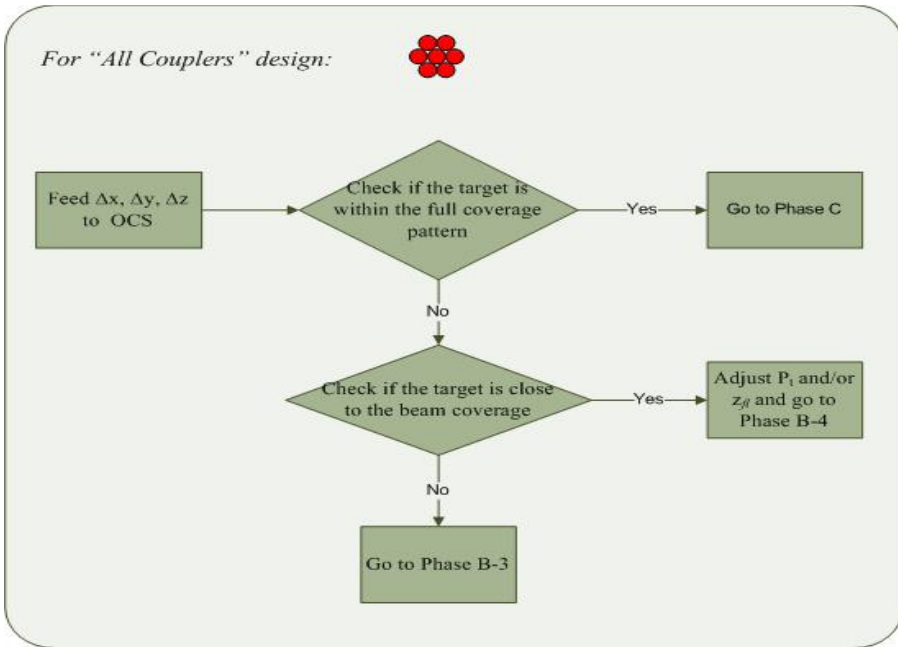 For “All Couplers” design:
Feed Δx, Δy, Δz
to OCS
Check if the target is
within the full coverage
pattern
Yes
Go to Phase C
No
Check if the target is close
to the beam coverage
Yes
Adjust Pₜ and/or
z_fl and go to
Phase B-4
No
Go to Phase B-3